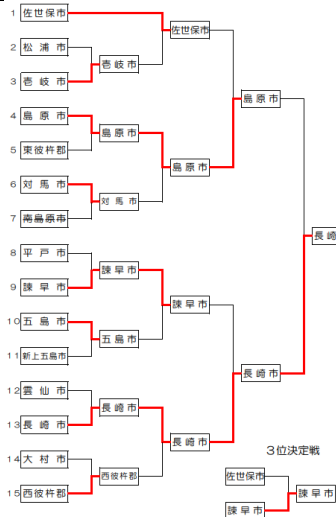 1 佐世保市
2 松浦市
3 壱岐市
4 島原市
5 東彼杵郡
6 対馬市
7 南島原市
8 平戸市
9 諫早市
10 五島市
11 新上五島市
12 雲仙市
13 長崎市
14 大村市
15 西彼杵郡
壱岐市
島原市
対馬市
諫早市
五島市
長崎市
西彼杵郡
佐世保市
島原市
諫早市
長崎市
島原市
長崎市
長崎
3位決定戦
佐世保市
諫早市
諫早市